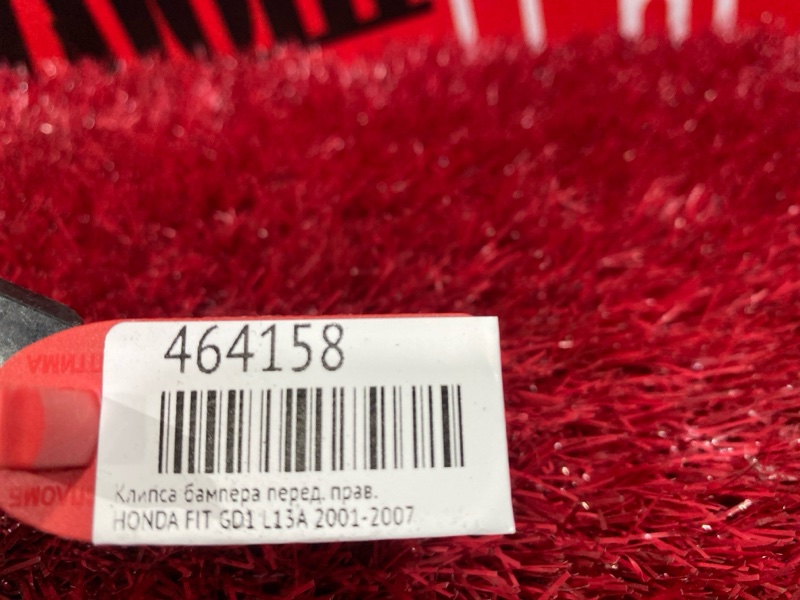 464158
Клипса бампера перед. прав.
HONDA FIT GD1 L13A 2001-2007